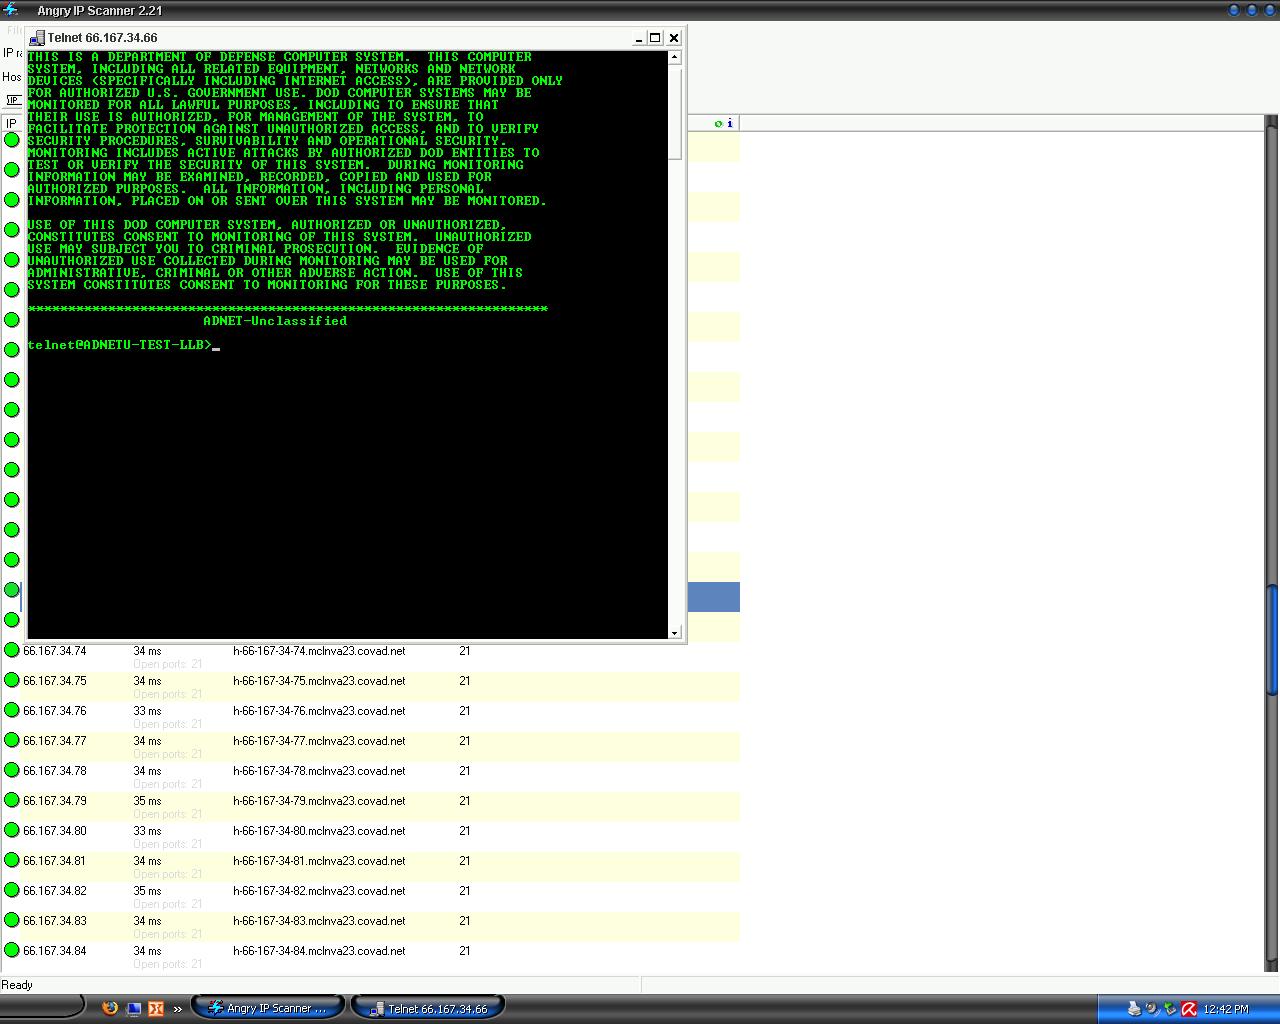 Angry IP Scanner 2.21
Telnet 66.167.34.66
THIS IS A DEPARTMENT OF DEFENSE COMPUTER SYSTEM.  THIS COMPUTER
SYSTEM, INCLUDING ALL RELATED EQUIPMENT, NETWORKS AND NETWORK
DEVICES (SPECIFICALLY INCLUDING INTERNET ACCESS), ARE PROVIDED ONLY
FOR AUTHORIZED U.S. GOVERNMENT USE. DOD COMPUTER SYSTEMS MAY BE
MONITORED FOR ALL LAWFUL PURPOSES, INCLUDING TO ENSURE THAT
THEIR USE IS AUTHORIZED, FOR MANAGEMENT OF THE SYSTEM, TO
FACILITATE PROTECTION AGAINST UNAUTHORIZED ACCESS, AND TO VERIFY
SECURITY PROCEDURES, SURVIVABILITY AND OPERATIONAL SECURITY.
MONITORING INCLUDES ACTIVE ATTACKS BY AUTHORIZED DOD ENTITIES TO
TEST OR VERIFY THE SECURITY OF THIS SYSTEM.  DURING MONITORING
INFORMATION MAY BE EXAMINED, RECORDED, COPIED AND USED FOR
AUTHORIZED PURPOSES.  ALL INFORMATION, INCLUDING PERSONAL
INFORMATION, PLACED ON OR SENT OVER THIS SYSTEM MAY BE MONITORED.
USE OF THIS DOD COMPUTER SYSTEM, AUTHORIZED OR UNAUTHORIZED,
CONSTITUTES CONSENT TO MONITORING OF THIS SYSTEM.  UNAUTHORIZED
USE MAY SUBJECT YOU TO CRIMINAL PROSECUTION.  EVIDENCE OF
UNAUTHORIZED USE COLLECTED DURING MONITORING MAY BE USED FOR
ADMINISTRATIVE, CRIMINAL OR OTHER ADVERSE ACTION.  USE OF THIS
SYSTEM CONSTITUTES CONSENT TO MONITORING FOR THESE PURPOSES.
*****************************************************************
ADNET-Unclassified
telnet@ADNETU-TEST-LLB>_
IP
66.167.34.74 34 ms h-66-167-34-74.mclnva23.covad.net 21
Open ports: 21
66.167.34.75 34 ms h-66-167-34-75.mclnva23.covad.net 21
Open ports: 21
66.167.34.76 33 ms h-66-167-34-76.mclnva23.covad.net 21
Open ports: 21
66.167.34.77 34 ms h-66-167-34-77.mclnva23.covad.net 21
Open ports: 21
66.167.34.78 34 ms h-66-167-34-78.mclnva23.covad.net 21
Open ports: 21
66.167.34.79 35 ms h-66-167-34-79.mclnva23.covad.net 21
Open ports: 21
66.167.34.80 33 ms h-66-167-34-80.mclnva23.covad.net 21
Open ports: 21
66.167.34.81 34 ms h-66-167-34-81.mclnva23.covad.net 21
Open ports: 21
66.167.34.82 35 ms h-66-167-34-82.mclnva23.covad.net 21
Open ports: 21
66.167.34.83 34 ms h-66-167-34-83.mclnva23.covad.net 21
Open ports: 21
66.167.34.84 34 ms h-66-167-34-84.mclnva23.covad.net 21
Open ports: 21
Ready
Angry IP Scanner ...
Telnet 66.167.34.66
12:42 PM